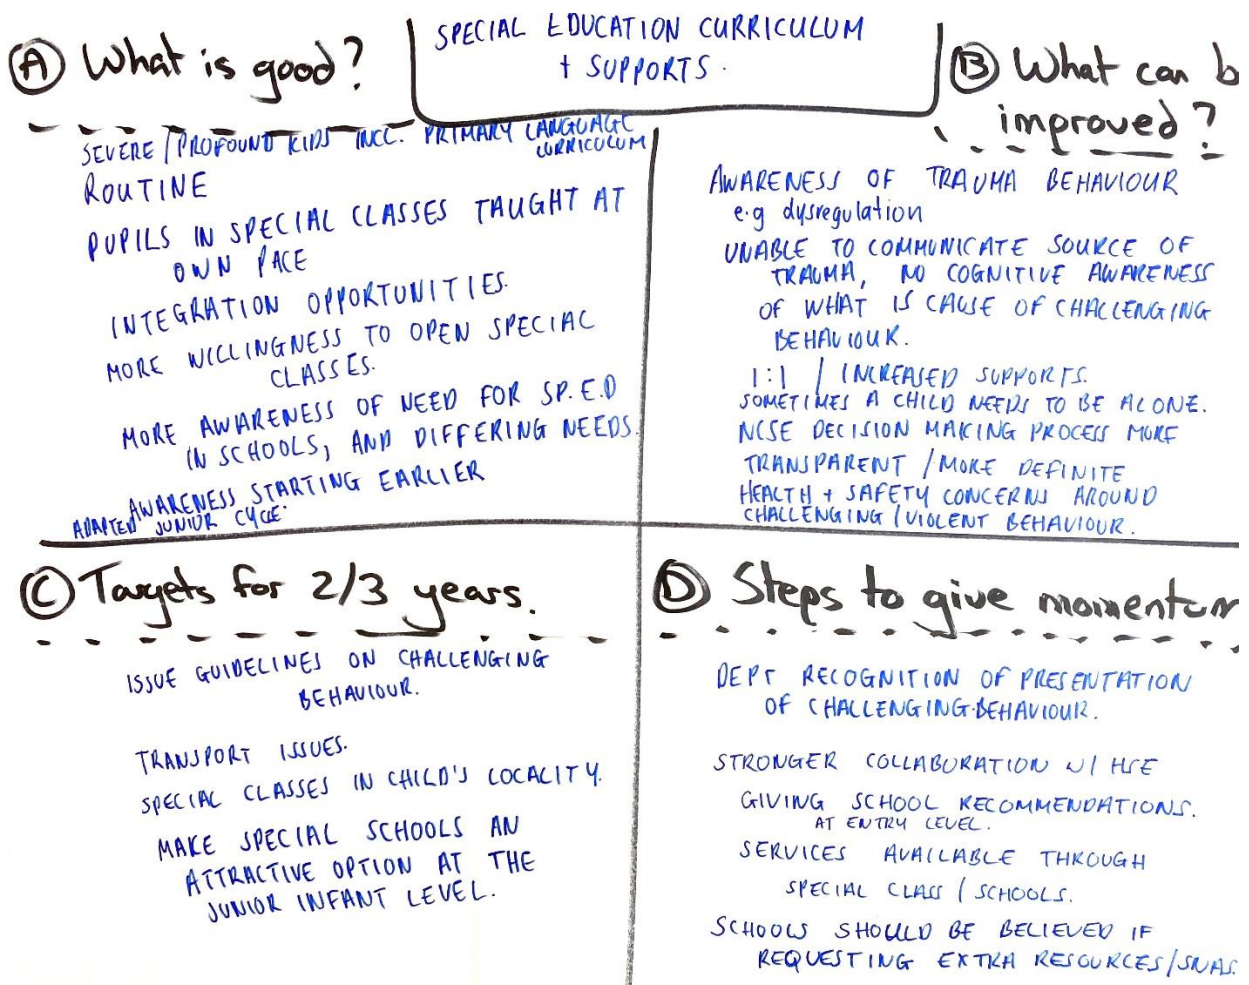 SPECIAL EDUCATION CURRICULUM
+ SUPPORTS.
(A) What is good?
SEVERE/PROFOUND KIDS INCL. PRIMARY LANGUAGE
CURRICULUM
ROUTINE
PUPILS IN SPECIAL CLASSES TAUGHT AT
OWN PACE
INTEGRATION OPPORTUNITIES.
MORE WILLINGNESS TO OPEN SPECIAL
CLASSES.
MORE AWARENESS OF NEED FOR SP.E.D
IN SCHOOLS, AND DIFFERING NEEDS.
AWARENESS STARTING EARLIER
ADAPTED JUNIOR CYCLE.
(B) What can b
improved?
AWARENESS OF TRAUMA BEHAVIOUR
e.g dysregulation
UNABLE TO COMMUNICATE SOURCE OF
TRAUMA, NO COGNITIVE AWARENESS
OF WHAT IS CAUSE OF CHALLENGING
BEHAVIOUR.
1:1 / INCREASED SUPPORTS.
SOMETIMES A CHILD NEEDS TO BE ALONE.
NCSE DECISION MAKING PROCESS MORE
TRANSPARENT / MORE DEFINITE
HEALTH + SAFETY CONCERNS AROUND
CHALLENGING / VIOLENT BEHAVIOUR.
(C) Targets for 2/3 years.
ISSUE GUIDELINES ON CHALLENGING
BEHAVIOUR.
TRANSPORT ISSUES.
SPECIAL CLASSES IN CHILD'S LOCALITY.
MAKE SPECIAL SCHOOLS AN
ATTRACTIVE OPTION AT THE
JUNIOR INFANT LEVEL.
(D) Steps to give momentum
DEPT RECOGNITION OF PRESENTATION
OF CHALLENGING BEHAVIOUR.
STRONGER COLLABORATION W/ HSE
GIVING SCHOOL RECOMMENDATIONS.
AT ENTRY LEVEL.
SERVICES AVAILABLE THROUGH
SPECIAL CLASS / SCHOOLS.
SCHOOLS SHOULD BE BELIEVED IF
REQUESTING EXTRA RESOURCES/SNAS.